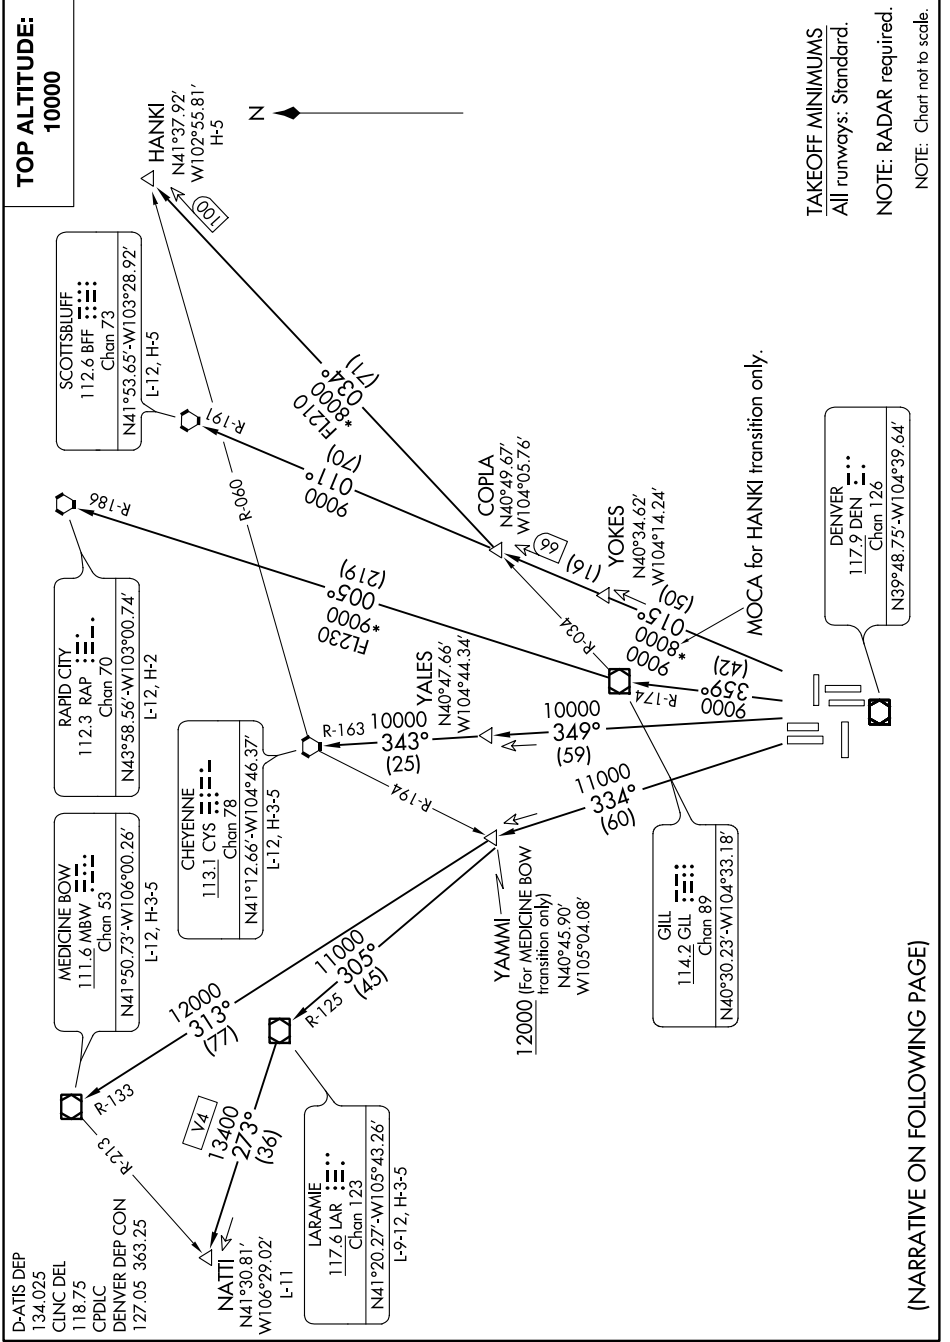 TOP ALTITUDE:
10000
D-ATIS DEP
134.025
CLNC DEL
118.75
CPDLC
DENVER DEP CON
127.05 363.25
MEDICINE BOW
111.6 MBW
Chan 53
N41°50.73'-W106°00.26'
L-12, H-3-5
RAPID CITY
112.3 RAP
Chan 70
N43°58.56'-W103°00.74'
L-12, H-2
SCOTTSBLUFF
112.6 BFF
Chan 73
N41°53.65'-W103°28.92'
L-12, H-5
HANKI
N41°37.92'
W102°55.81'
H-5
N
CHEYENNE
113.1 CYS
Chan 78
N41°12.66'-W104°46.37'
L-12, H-3-5
R-133
R-213
R-186
R-191
R-060
100
12000
313°
(77)
V4
13400
273°
(36)
NATTI
N41°30.81'
W106°29.02'
L-11
LARAMIE
117.6 LAR
Chan 123
N41°20.27'-W105°43.26'
L-9-12, H-3-5
R-125
11000
305°
(45)
R-163
R-194
10000
343°
(25)
YALES
N40°47.66'
W104°44.34'
FL230
*9000
005°
(219)
9000
011°
(70)
FL210
*8000
034°
(71)
COPLA
N40°49.67'
W104°05.76'
66
(16)
YOKES
N40°34.62'
W104°14.24'
R-034
R-174
YAMMI
12000 (For MEDICINE BOW
transition only)
N40°45.90'
W105°04.08'
11000
334°
(60)
10000
346°
(59)
9000
359°
(42)
9000
*8000
015°
(50)
MOCA for HANKI transition only.
GILL
114.2 GLL
Chan 89
N40°30.23'-W104°33.18'
DENVER
117.9 DEN
Chan 126
N39°48.75'-W104°39.64'
TAKEOFF MINIMUMS
All runways: Standard.
NOTE: RADAR required.
NOTE: Chart not to scale.
(NARRATIVE ON FOLLOWING PAGE)